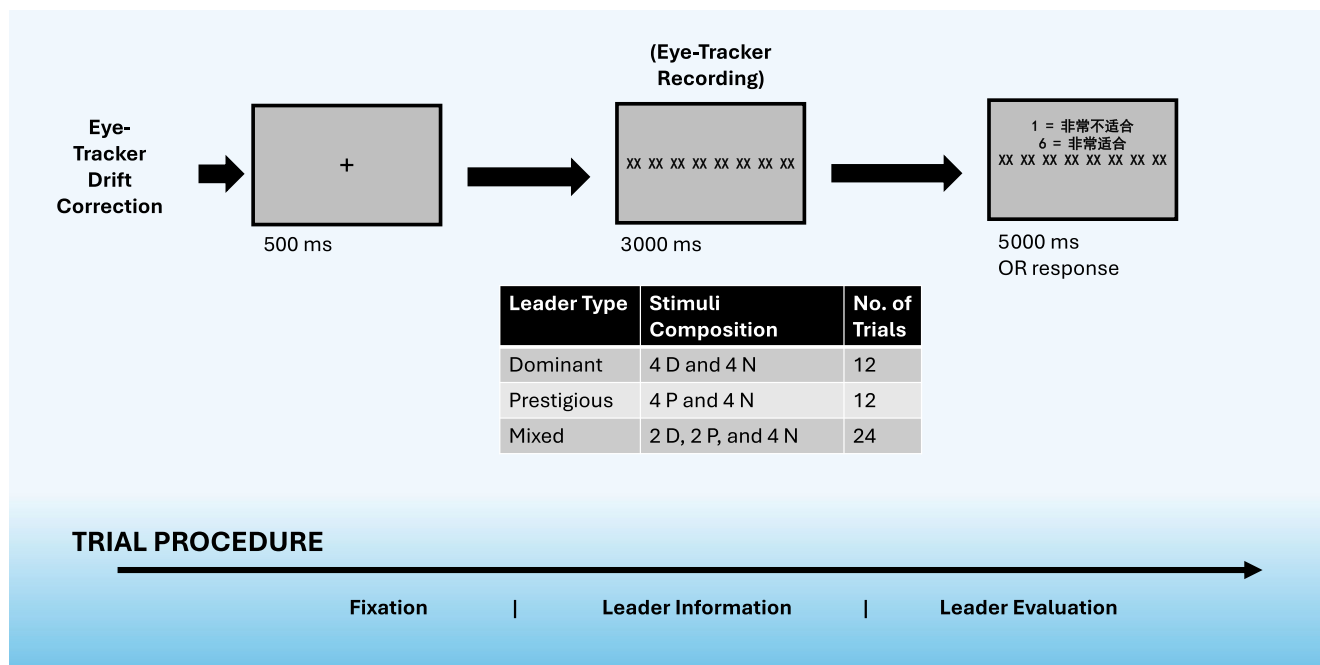 (Eye-Tracker
Recording)
Eye-
Tracker
Drift
Correction
+
XX XX XX XX XX XX XX XX
1 = 非常不适合
6 = 非常适合
XX XX XX XX XX XX XX XX
500 ms
3000 ms
5000 ms
OR response
Leader Type
Stimuli
Composition
No. of
Trials
Dominant
4 D and 4 N
12
Prestigious
4 P and 4 N
12
Mixed
2 D, 2 P, and 4 N
24
TRIAL PROCEDURE
Fixation | Leader Information | Leader Evaluation